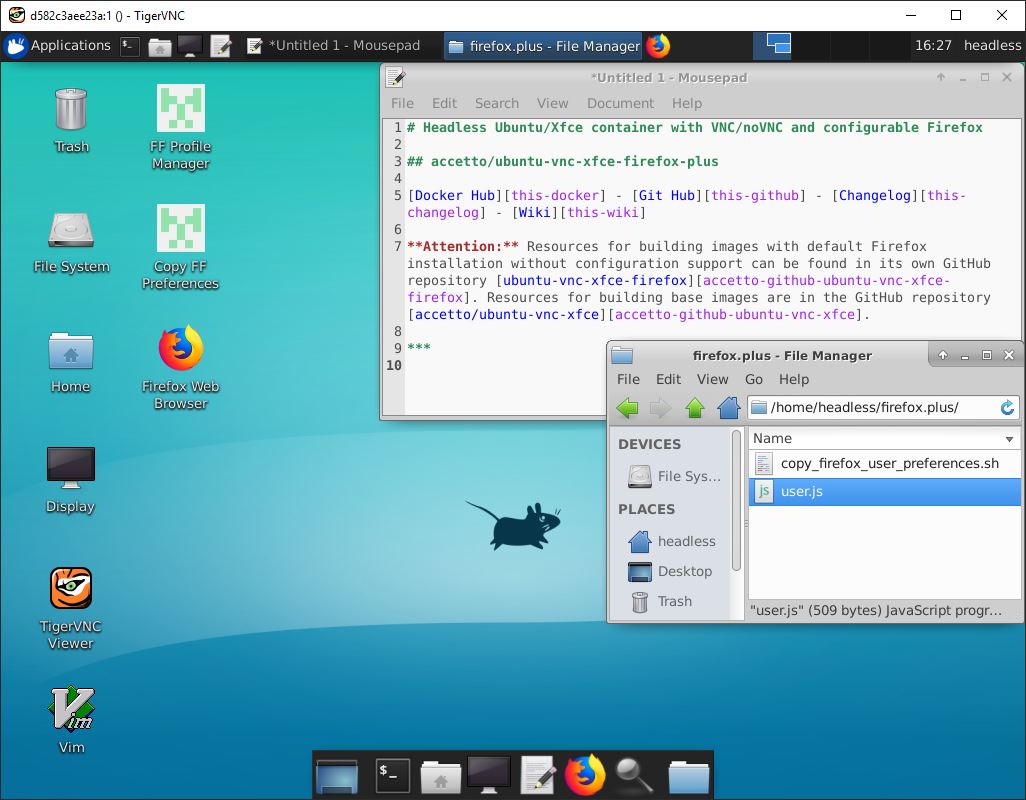 d582c3aee23a:1 () - TigerVNC
Applications
*Untitled 1 - Mousepad
firefox.plus - File Manager
16:27
headless
Trash
FF Profile
Manager
File System
Copy FF
Preferences
Home
Firefox Web
Browser
Display
TigerVNC
Viewer
Vim
*Untitled 1 - Mousepad
File Edit Search View Document Help
1 # Headless Ubuntu/Xfce container with VNC/noVNC and configurable Firefox
2
3 ## accetto/ubuntu-vnc-xfce-firefox-plus
4
5 [Docker Hub][this-docker] - [Git Hub][this-github] - [Changelog][this-
changelog] - [Wiki][this-wiki]
6
7 **Attention:** Resources for building images with default Firefox
installation without configuration support can be found in its own GitHub
repository [ubuntu-vnc-xfce-firefox][accetto-github-ubuntu-vnc-xfce-
firefox]. Resources for building base images are in the GitHub repository
[accetto/ubuntu-vnc-xfce][accetto-github-ubuntu-vnc-xfce].
8
9 ***
10
firefox.plus - File Manager
File Edit View Go Help
/home/headless/firefox.plus/
DEVICES
File Sys...
PLACES
headless
Desktop
Trash
Name
copy_firefox_user_preferences.sh
js user.js
"user.js" (509 bytes) JavaScript progr...
$_